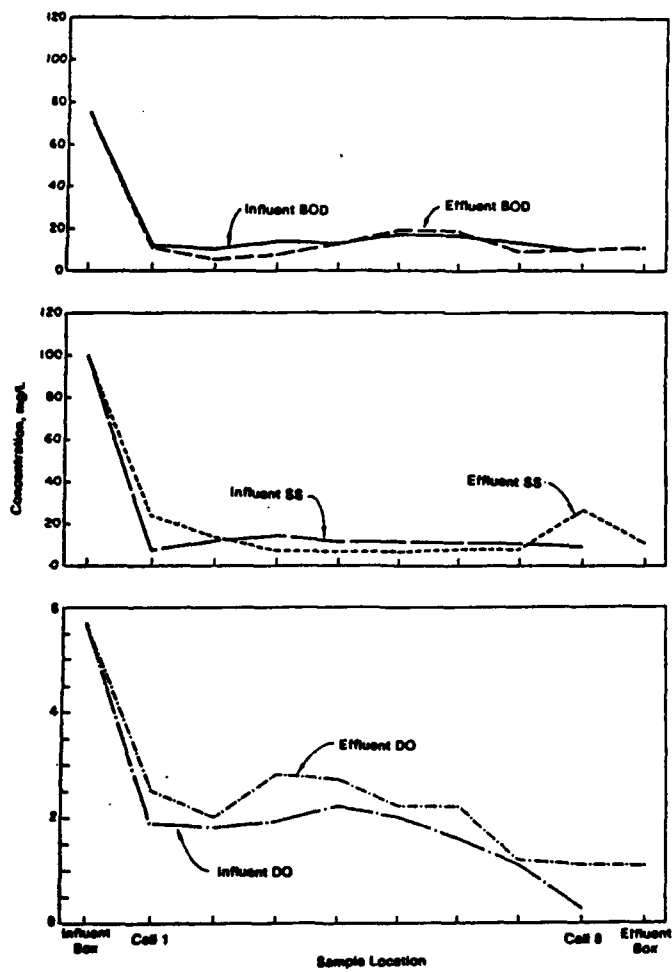 120
100
80
60
40
20
0
Influent BOD
Effluent BOD
Concentration, mg/L
120
100
80
60
40
20
0
Influent SS
Effluent SS
6
4
2
0
Effluent DO
Influent DO
Influent
Box
Cell 1
Cell 8
Effluent
Box
Sample Location